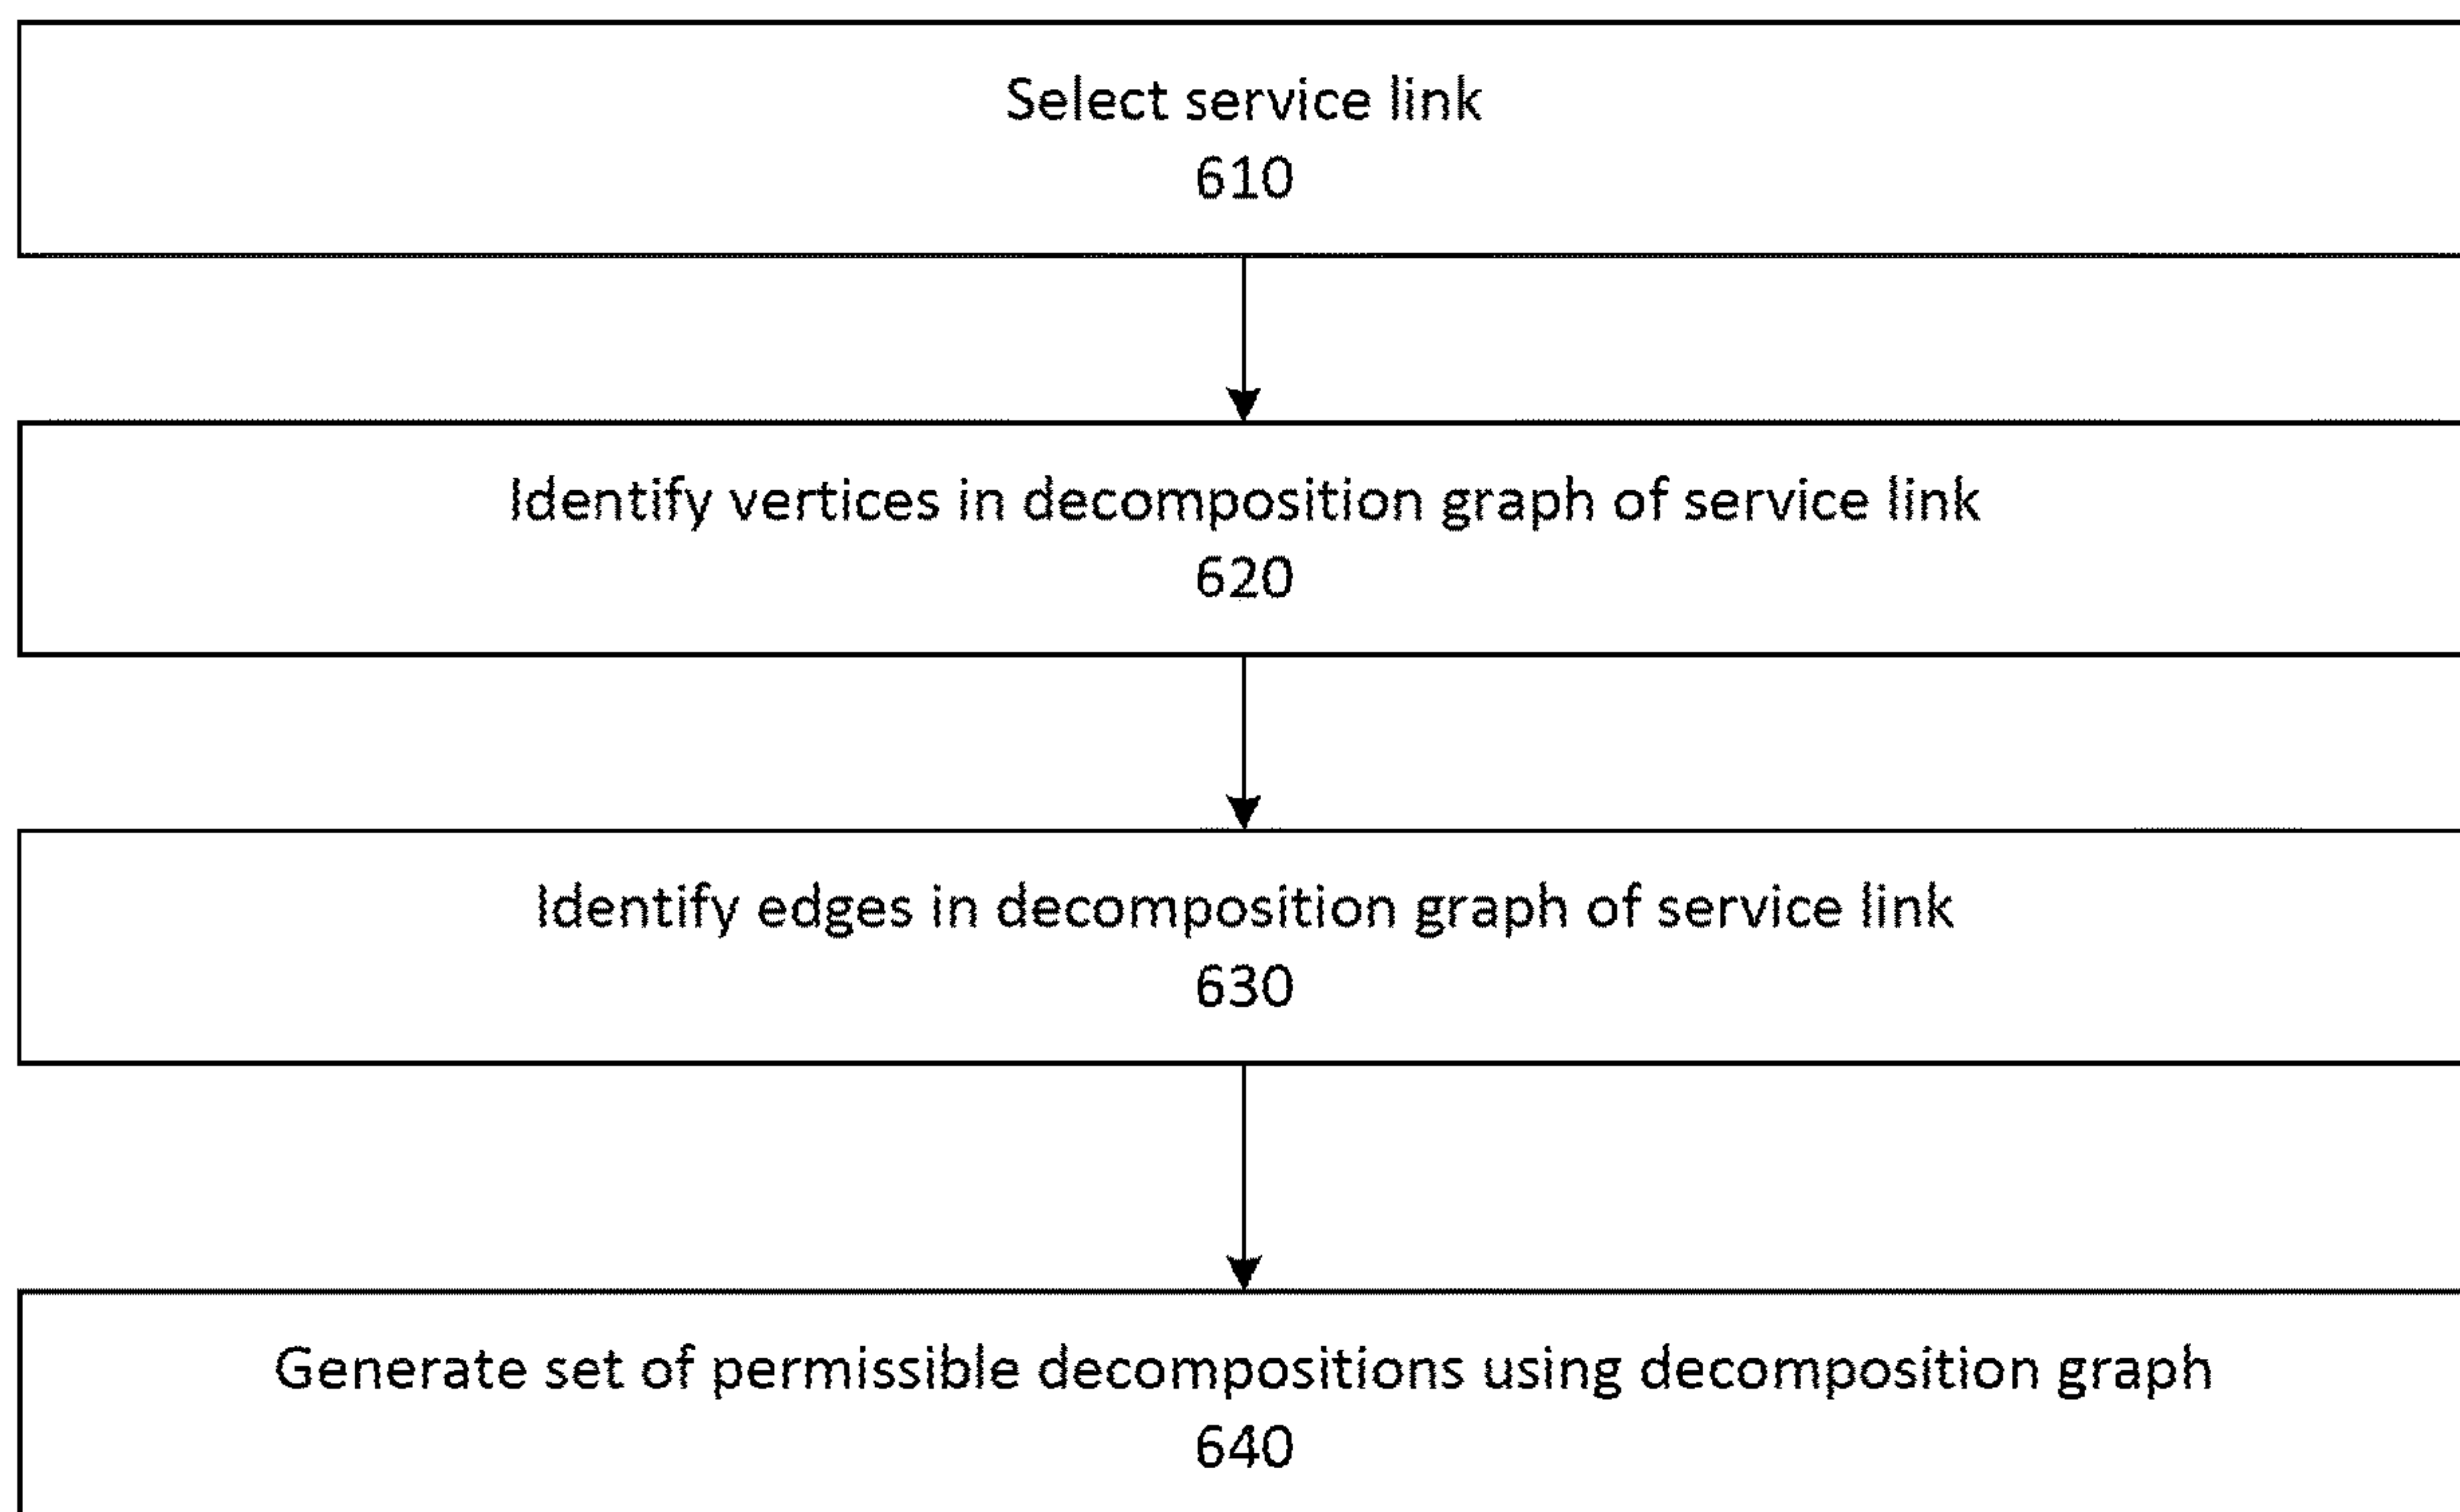 Select service link
610
Identify vertices in decomposition graph of service link
620
Identify edges in decomposition graph of service link
630
Generate set of permissible decompositions using decomposition graph
640